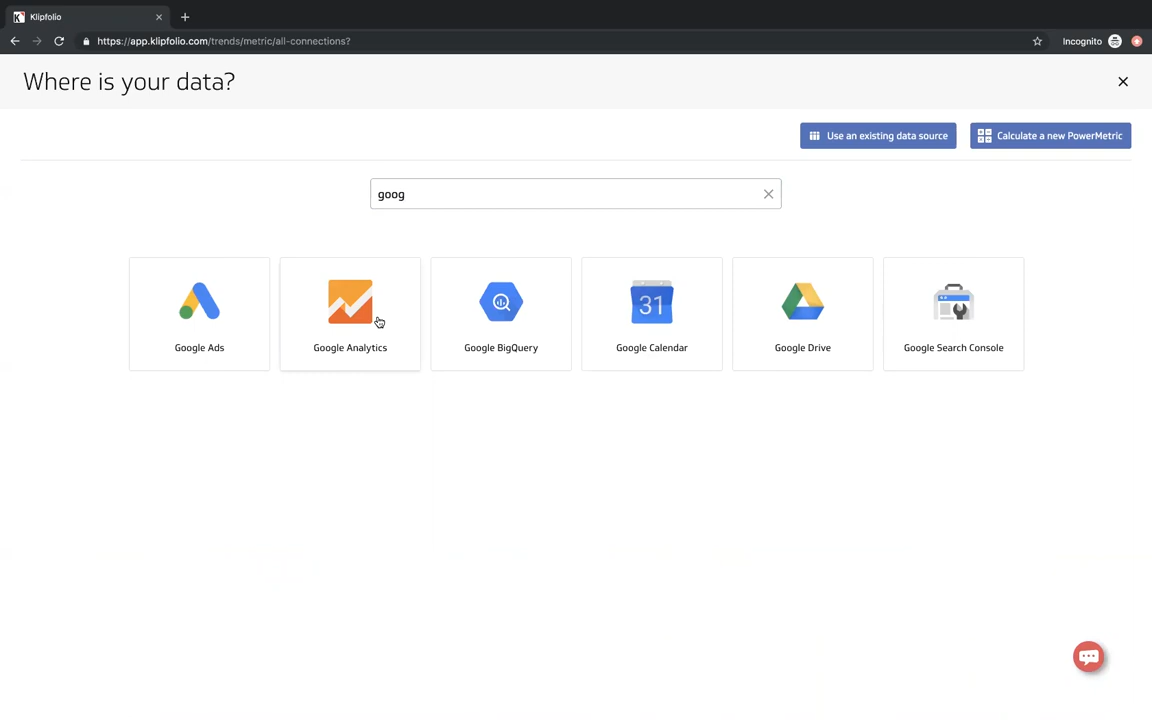 Klipfolio
https://app.klipfolio.com/trends/metric/all-connections?
Incognito
Where is your data?
Use an existing data source
Calculate a new PowerMetric
goog
31
Google Ads
Google Analytics
Google BigQuery
Google Calendar
Google Drive
Google Search Console